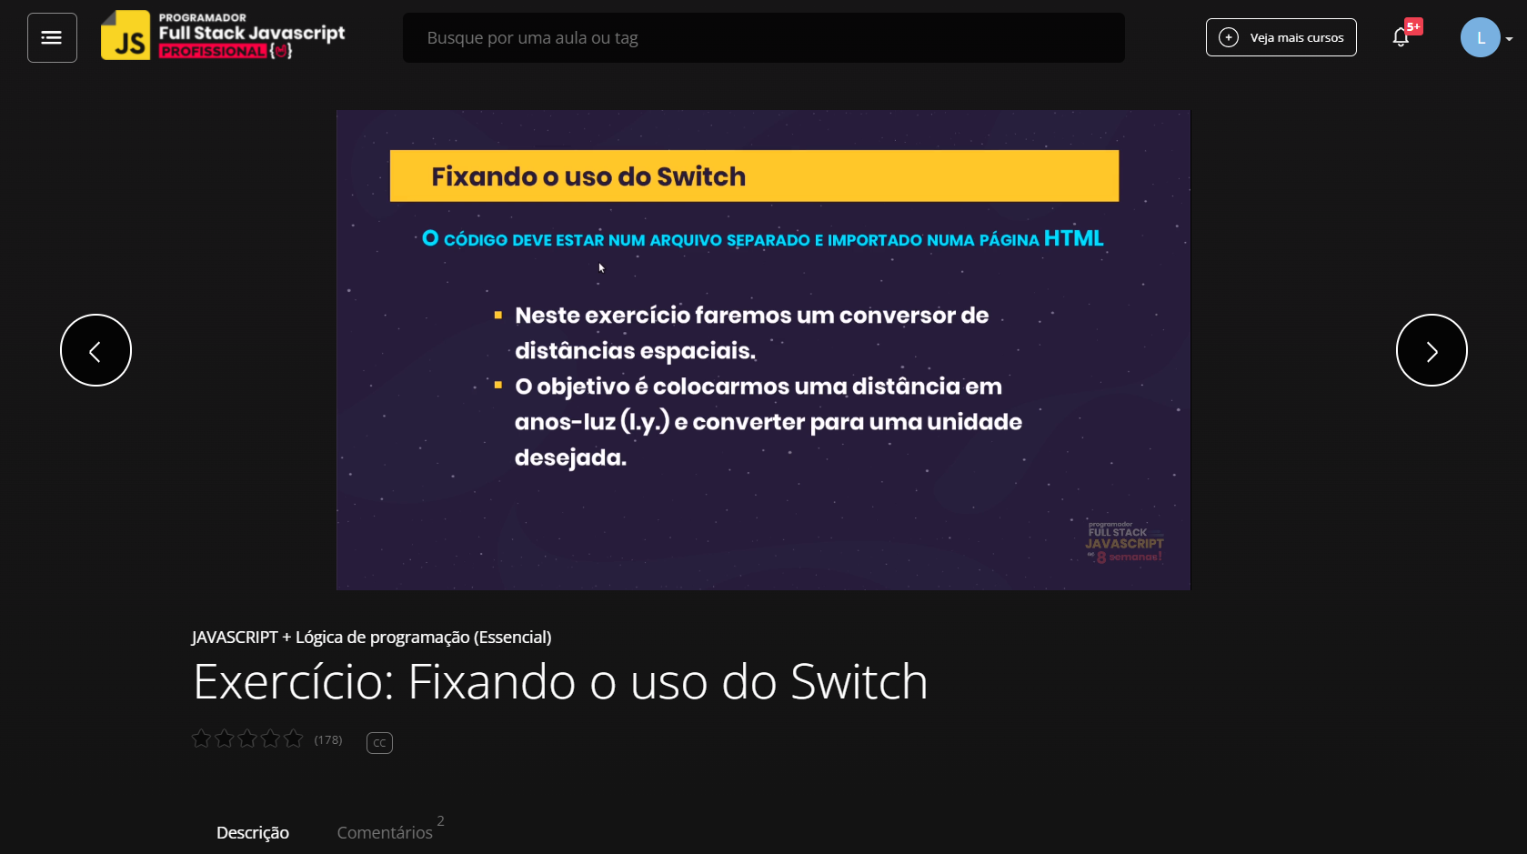 JS
PROGRAMADOR
Full Stack Javascript
PROFISSIONAL
Busque por uma aula ou tag
Veja mais cursos
5+
L
Fixando o uso do Switch
O CÓDIGO DEVE ESTAR NUM ARQUIVO SEPARADO E IMPORTADO NUMA PÁGINA HTML
Neste exercício faremos um conversor de
distâncias espaciais.
O objetivo é colocarmos uma distância em
anos-luz (l.y.) e converter para uma unidade
desejada.
programador
FULL STACK
JAVASCRIPT
8 semanas!
JAVASCRIPT + Lógica de programação (Essencial)
Exercício: Fixando o uso do Switch
(178)
CC
Descrição
Comentários 2